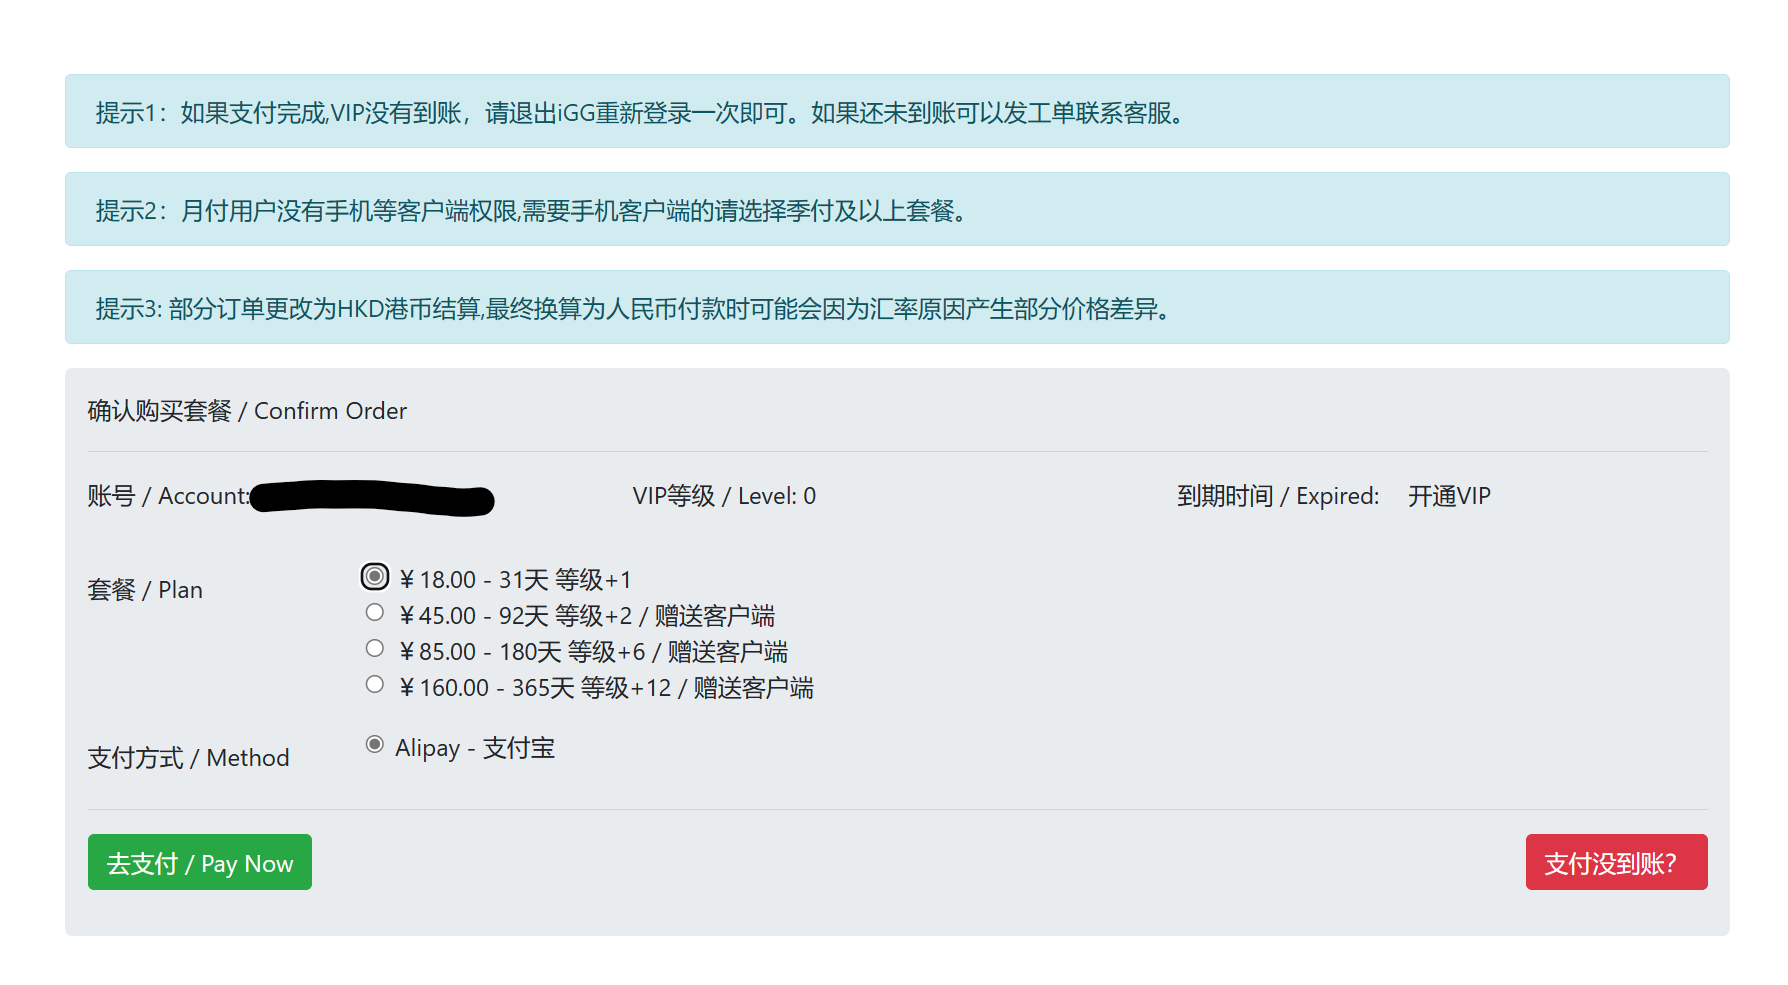 提示1：如果支付完成,VIP没有到账，请退出iGG重新登录一次即可。如果还未到账可以发工单联系客服。
提示2：月付用户没有手机等客户端权限,需要手机客户端的请选择季付及以上套餐。
提示3: 部分订单更改为HKD港币结算,最终换算为人民币付款时可能会因为汇率原因产生部分价格差异。
确认购买套餐 / Confirm Order
账号 / Account: VIP等级 / Level: 0 到期时间 / Expired: 开通VIP
套餐 / Plan
¥ 18.00 - 31天 等级+1
¥ 45.00 - 92天 等级+2 / 赠送客户端
¥ 85.00 - 180天 等级+6 / 赠送客户端
¥ 160.00 - 365天 等级+12 / 赠送客户端
支付方式 / Method Alipay - 支付宝
去支付 / Pay Now 支付没到账?